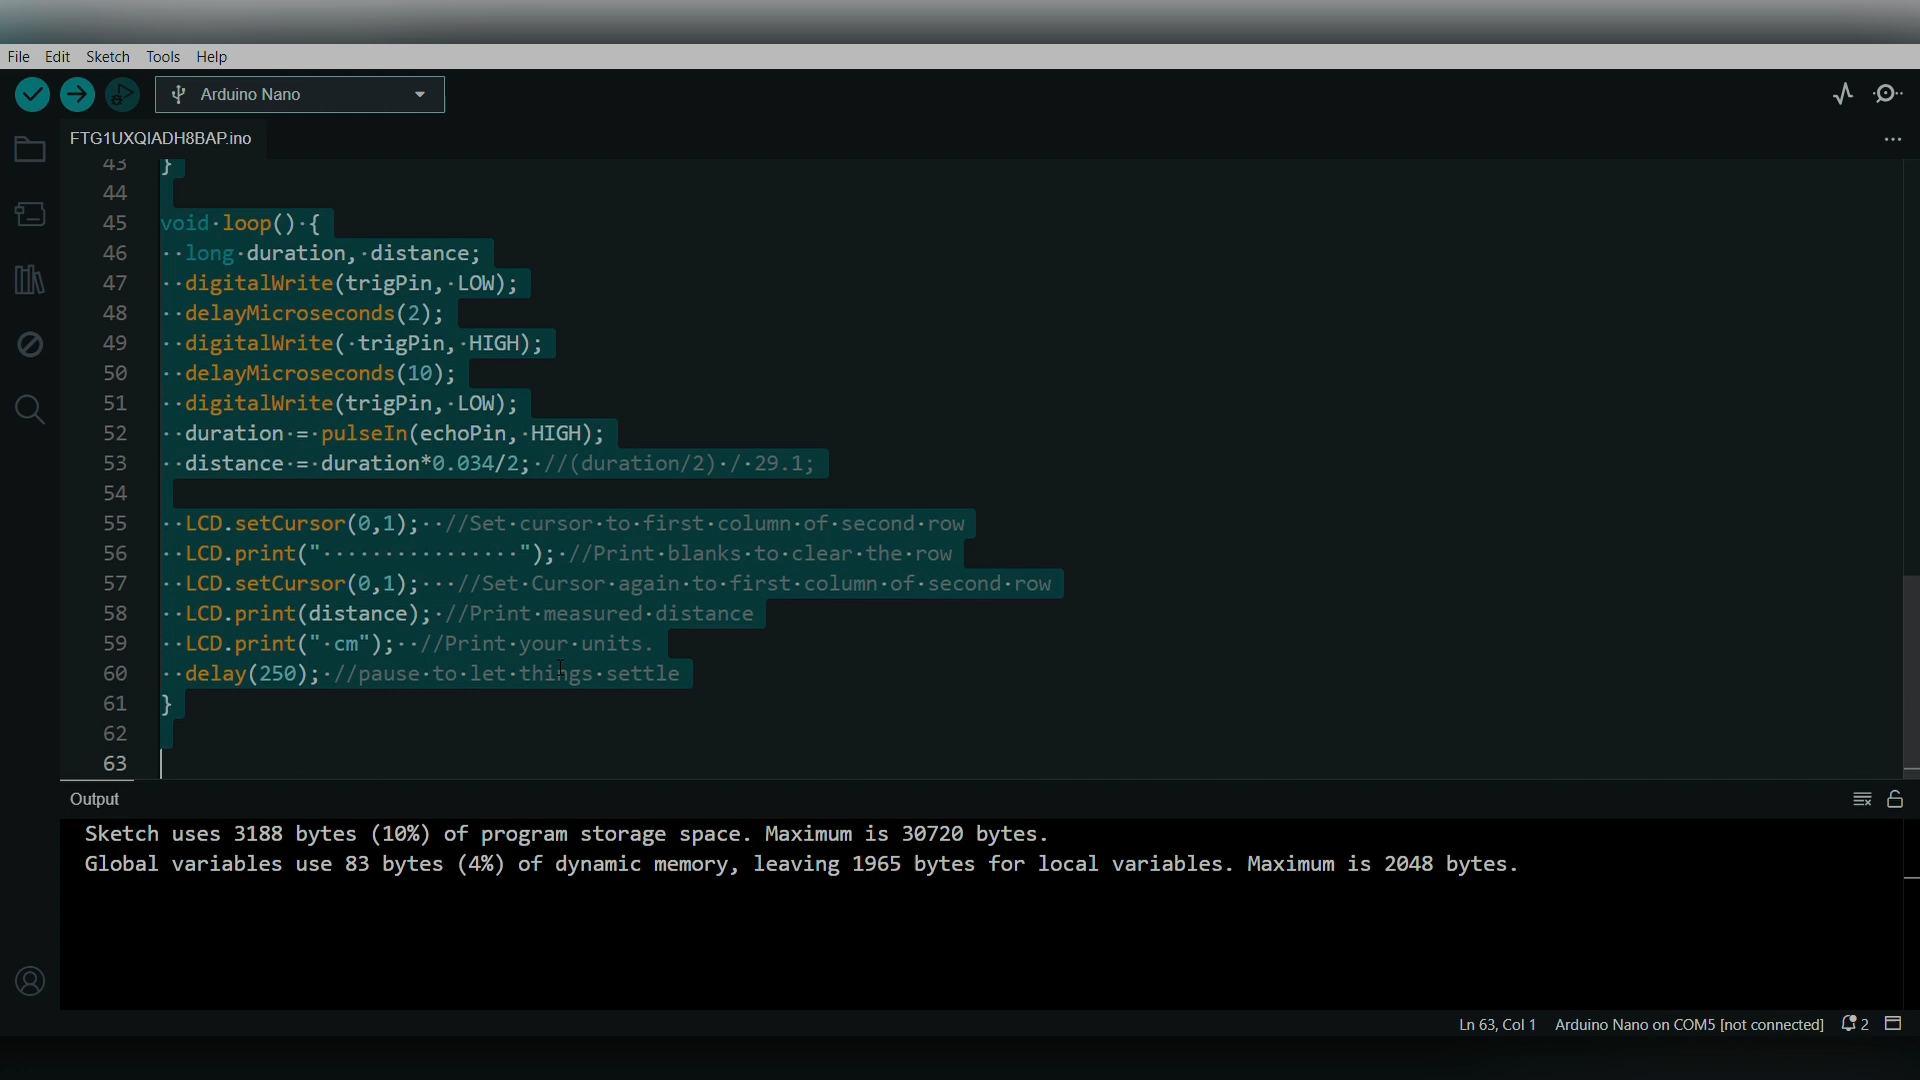 File Edit Sketch Tools Help
Arduino Nano
FTG1UXQIADH8BAP.ino
43 }
44
45 void loop() {
46   long duration, distance;
47   digitalWrite(trigPin, LOW);
48   delayMicroseconds(2);
49   digitalWrite( trigPin, HIGH);
50   delayMicroseconds(10);
51   digitalWrite(trigPin, LOW);
52   duration = pulseIn(echoPin, HIGH);
53   distance = duration*0.034/2; //(duration/2) / 29.1;
54
55   LCD.setCursor(0,1);  //Set cursor to first column of second row
56   LCD.print("                "); //Print blanks to clear the row
57   LCD.setCursor(0,1);   //Set Cursor again to first column of second row
58   LCD.print(distance); //Print measured distance
59   LCD.print(" cm");  //Print your units.
60   delay(250); //pause to let things settle
61 }
62
63
Output
Sketch uses 3188 bytes (10%) of program storage space. Maximum is 30720 bytes.
Global variables use 83 bytes (4%) of dynamic memory, leaving 1965 bytes for local variables. Maximum is 2048 bytes.
Ln 63, Col 1 Arduino Nano on COM5 [not connected] 2